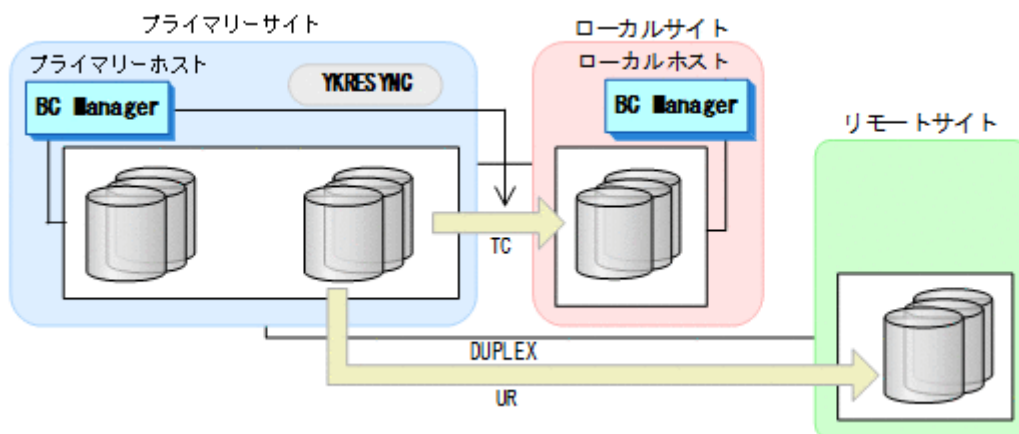 プライマリーサイト
ローカルサイト
プライマリーホスト
YKRESYNC
BC Manager
ローカルホスト
BC Manager
リモートサイト
TC
DUPLEX
UR